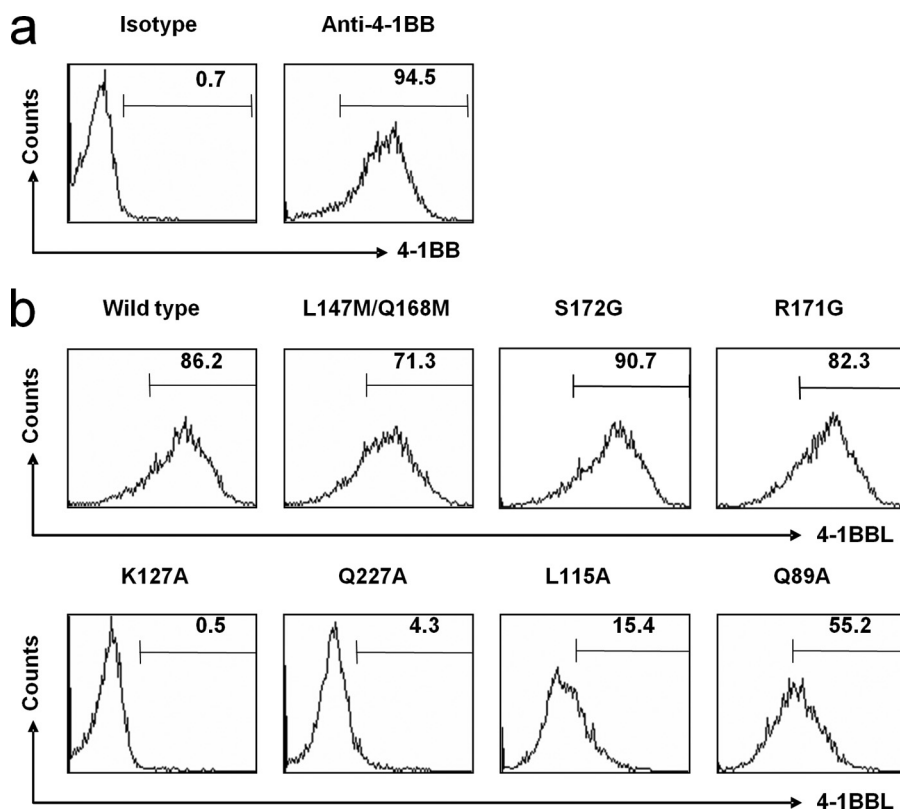 a
Isotype Anti-4-1BB
0.7 94.5
Counts
4-1BB
b
Wild type L147M/Q168M S172G R171G
86.2 71.3 90.7 82.3
Counts
4-1BBL
K127A Q227A L115A Q89A
0.5 4.3 15.4 55.2
Counts
4-1BBL